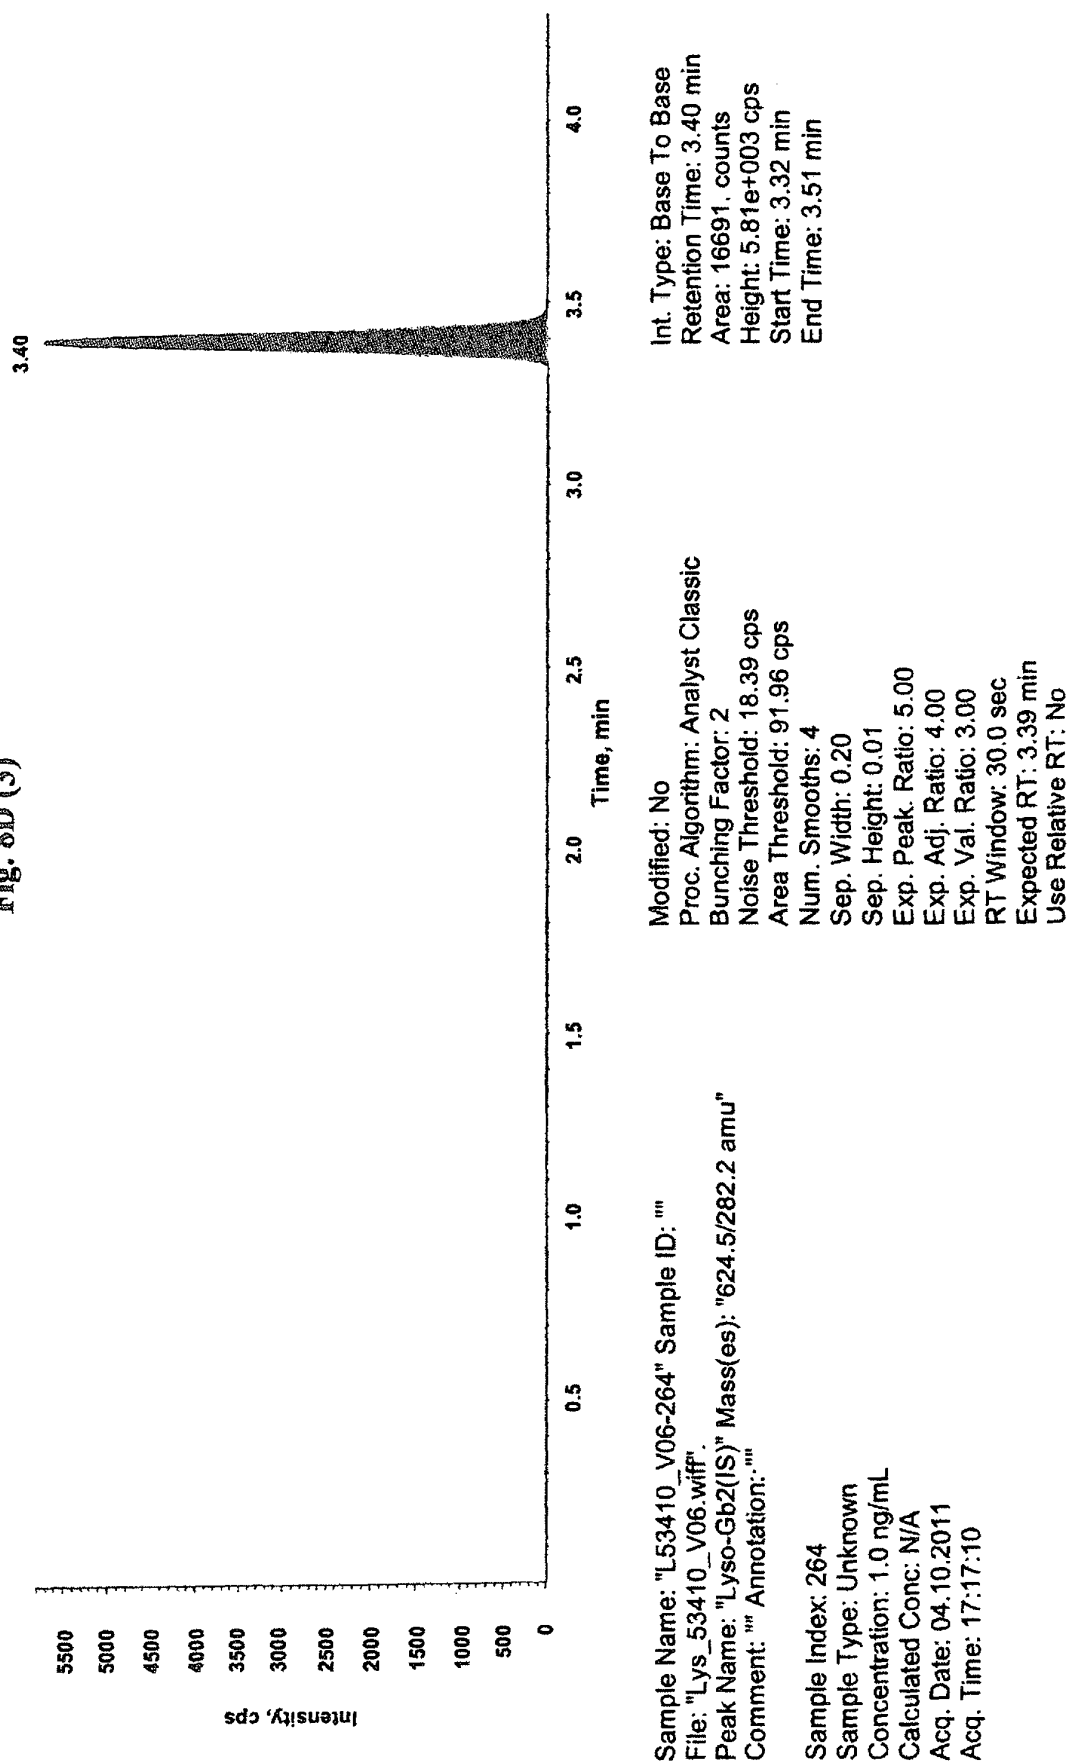 Fig. 8D (3)
3.40
Intensity, cps
5500
5000
4500
4000
3500
3000
2500
2000
1500
1000
500
0
0.5 1.0 1.5 2.0 2.5 3.0 3.5 4.0
Time, min
Sample Name: "L53410_V06-264" Sample ID: ""
File: "Lys_53410_V06.wiff".
Peak Name: "Lyso-Gb2(IS)" Mass(es): "624.5/282.2 amu"
Comment: "" Annotation: ""
Sample Index: 264
Sample Type: Unknown
Concentration: 1.0 ng/mL
Calculated Conc: N/A
Acq. Date: 04.10.2011
Acq. Time: 17:17:10
Modified: No
Proc. Algorithm: Analyst Classic
Bunching Factor: 2
Noise Threshold: 18.39 cps
Area Threshold: 91.96 cps
Num. Smooths: 4
Sep. Width: 0.20
Sep. Height: 0.01
Exp. Peak. Ratio: 5.00
Exp. Adj. Ratio: 4.00
Exp. Val. Ratio: 3.00
RT Window: 30.0 sec
Expected RT: 3.39 min
Use Relative RT: No
Int. Type: Base To Base
Retention Time: 3.40 min
Area: 16691. counts
Height: 5.81e+003 cps
Start Time: 3.32 min
End Time: 3.51 min